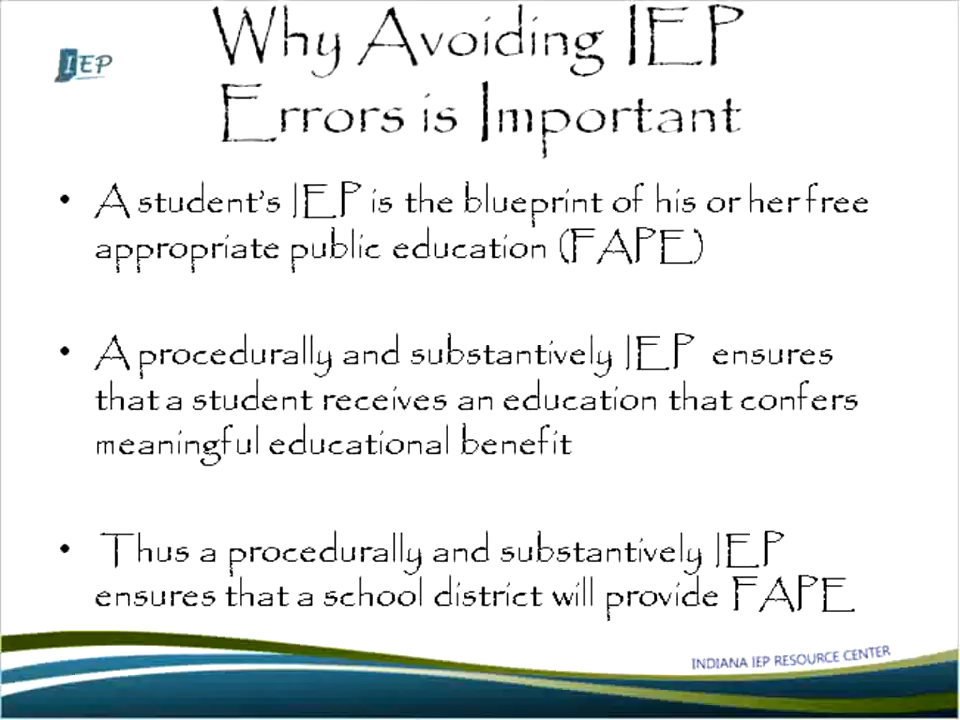 Why Avoiding IEP
IEP
Errors is Important
• A student's IEP is the blueprint of his or her free
appropriate public education (FAPE)
• A procedurally and substantively IEP ensures
that a student receives an education that confers
meaningful educational benefit
• Thus a procedurally and substantively IEP
ensures that a school district will provide FAPE
INDIANA IEP RESOURCE CENTER